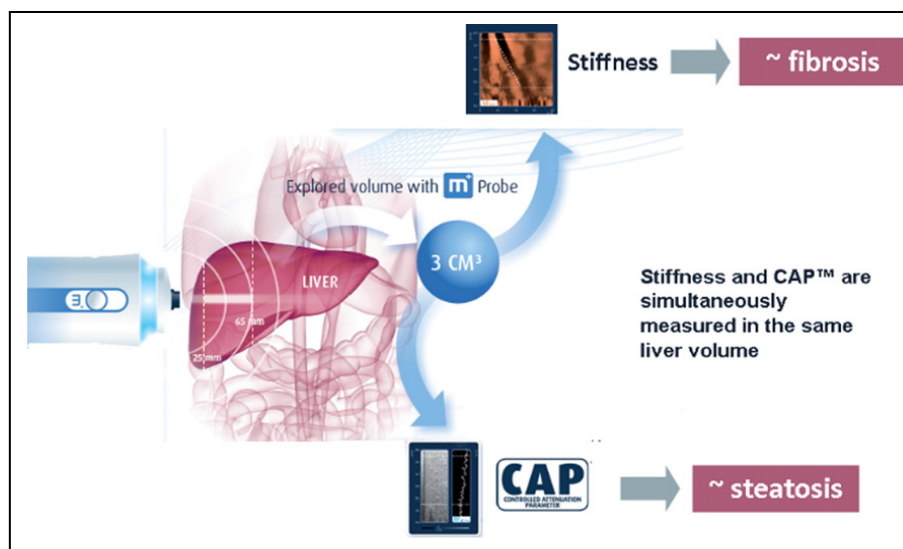 Stiffness
~ fibrosis
Explored volume with m+ Probe
3 CM³
LIVER
65 mm
25 mm
m+
Stiffness and CAP™ are
simultaneously
measured in the same
liver volume
CAP
CONTROLLED ATTENUATION
PARAMETER
~ steatosis